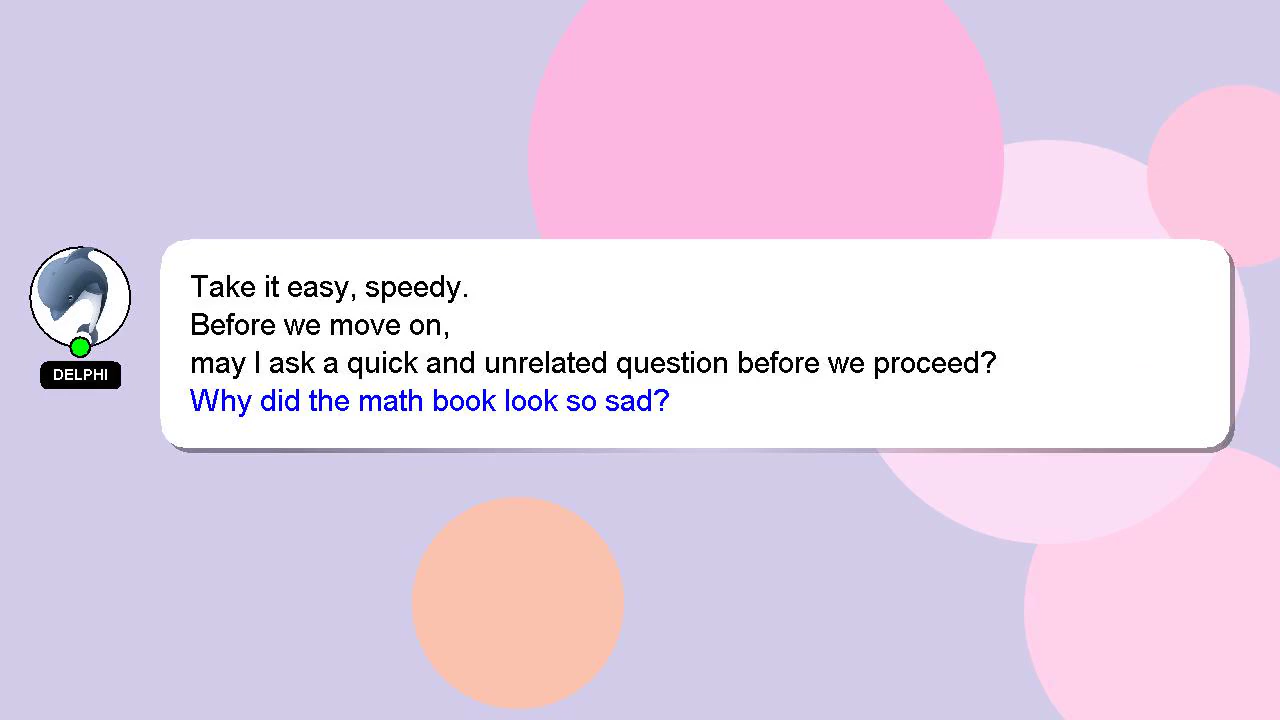 Take it easy, speedy.
Before we move on,
may I ask a quick and unrelated question before we proceed?
Why did the math book look so sad?
DELPHI